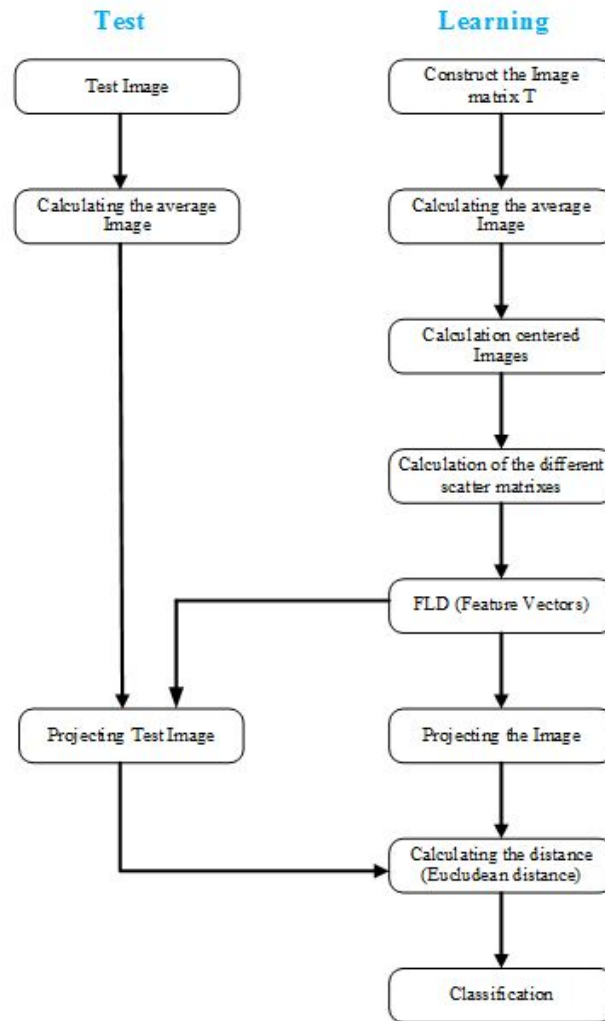 Test
Learning
Test Image
Construct the Image
matrix T
Calculating the average
Image
Calculating the average
Image
Calculation centered
Images
Calculation of the different
scatter matrixes
FLD (Feature Vectors)
Projecting Test Image
Projecting the Image
Calculating the distance
(Eucludean distance)
Classification